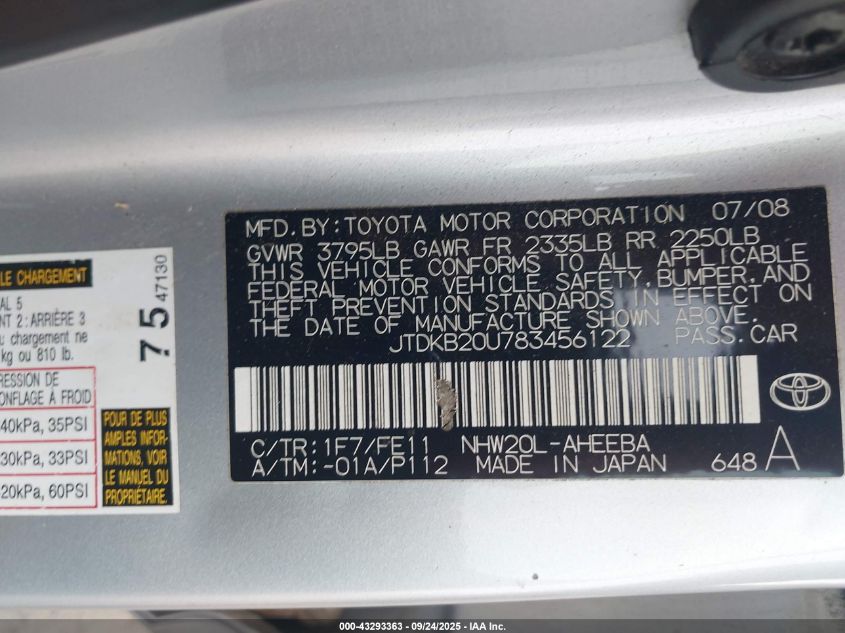 LE CHARGEMENT
AL 5
NT 2: ARRIÈRE 3
u chargement ne
kg ou 810 lb.
RESSION DE
ONFLAGE À FROID
40kPa, 35PSI
30kPa, 33PSI
20kPa, 60PSI
75 47130
POUR DE PLUS
AMPLES INFOR-
MATIONS, VOIR
LE MANUEL DU
PROPRIÉTAIRE.
MFD. BY: TOYOTA MOTOR CORPORATION 07/08
GVWR 3795LB GAWR FR 2335LB RR 2250LB
THIS VEHICLE CONFORMS TO ALL APPLICABLE
FEDERAL MOTOR VEHICLE SAFETY, BUMPER, AND
THEFT PREVENTION STANDARDS IN EFFECT ON
THE DATE OF MANUFACTURE SHOWN ABOVE.
JTDKB20U783456122 PASS. CAR
C/TR: 1F7/FE11 NHW20L-AHEEBA
A/TM: -01A/P112 MADE IN JAPAN 648 A
000-43293363 - 09/24/2025 - IAA Inc.